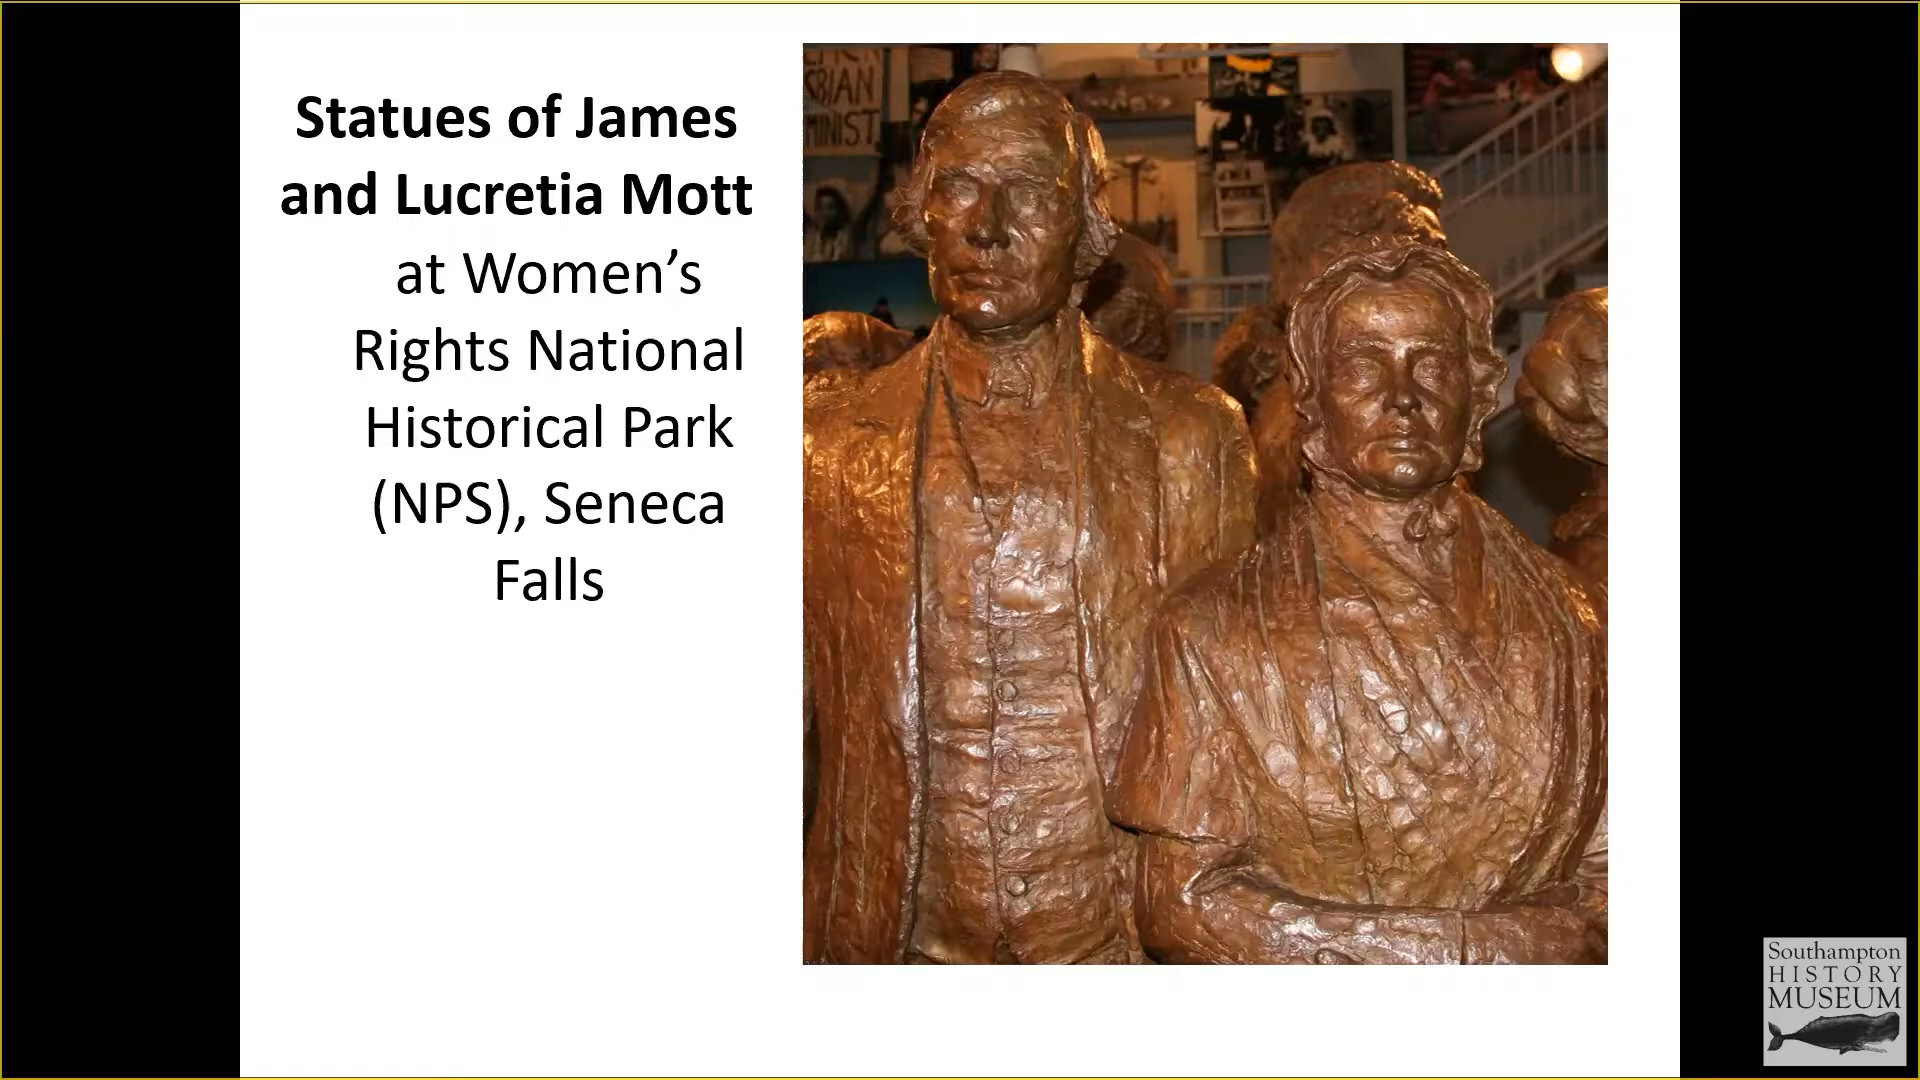 Statues of James
and Lucretia Mott
at Women’s
Rights National
Historical Park
(NPS), Seneca
Falls
Southampton
HISTORY
MUSEUM